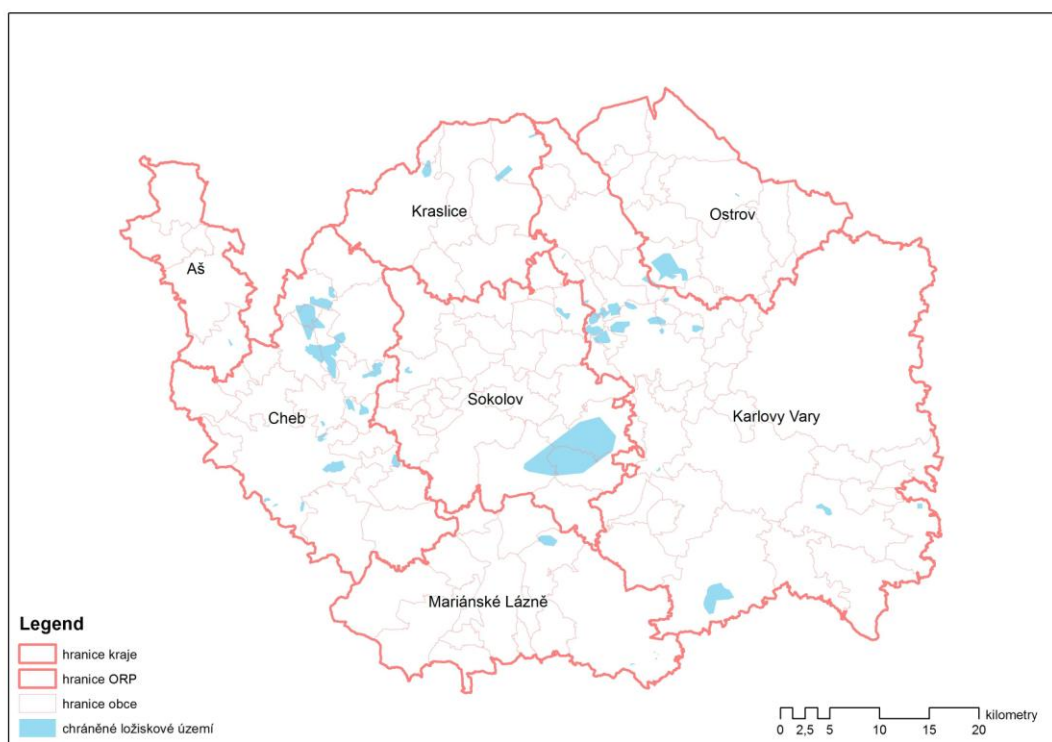 Kraslice
Ostrov
Aš
Sokolov
Cheb
Karlovy Vary
Mariánské Lázně
Legend
hranice kraje
hranice ORP
hranice obce
chráněné ložiskové území
kilometry
0 2,5 5 10 15 20